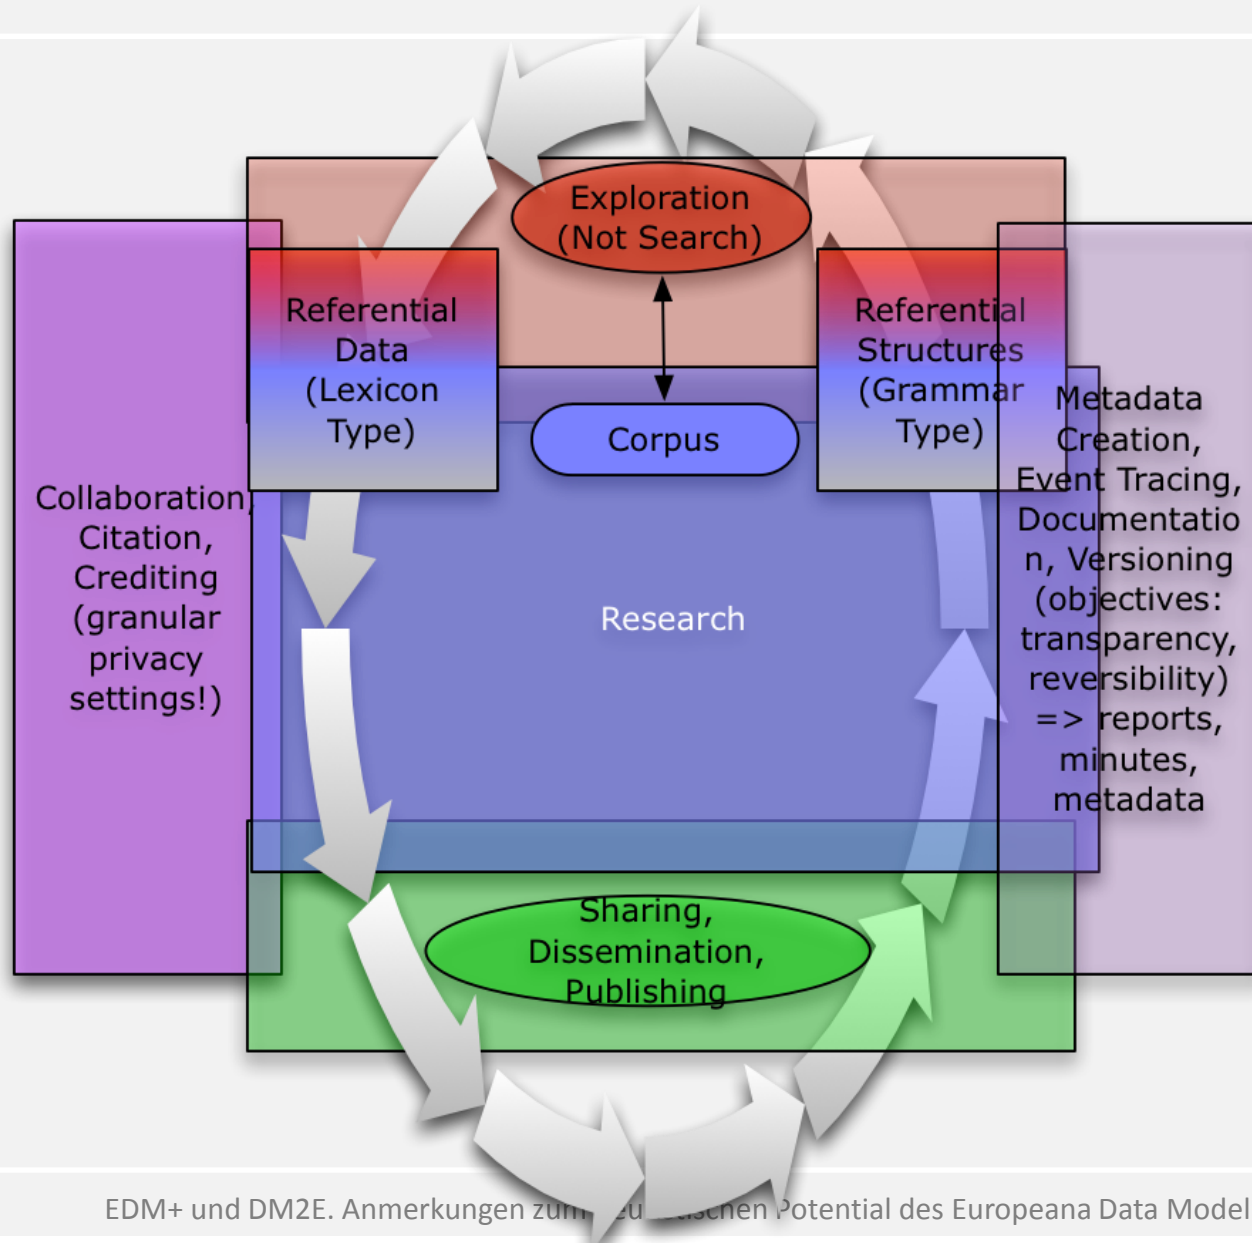 Exploration
(Not Search)
Referential
Data
(Lexicon
Type)
Referential
Structures
(Grammar
Type)
Corpus
Collaboration,
Citation,
Crediting
(granular
privacy
settings!)
Research
Metadata
Creation,
Event Tracing,
Documentatio
n, Versioning
(objectives:
transparency,
reversibility)
=> reports,
minutes,
metadata
Sharing,
Dissemination,
Publishing
EDM+ und DM2E. Anmerkungen zum Potential des Europeana Data Model